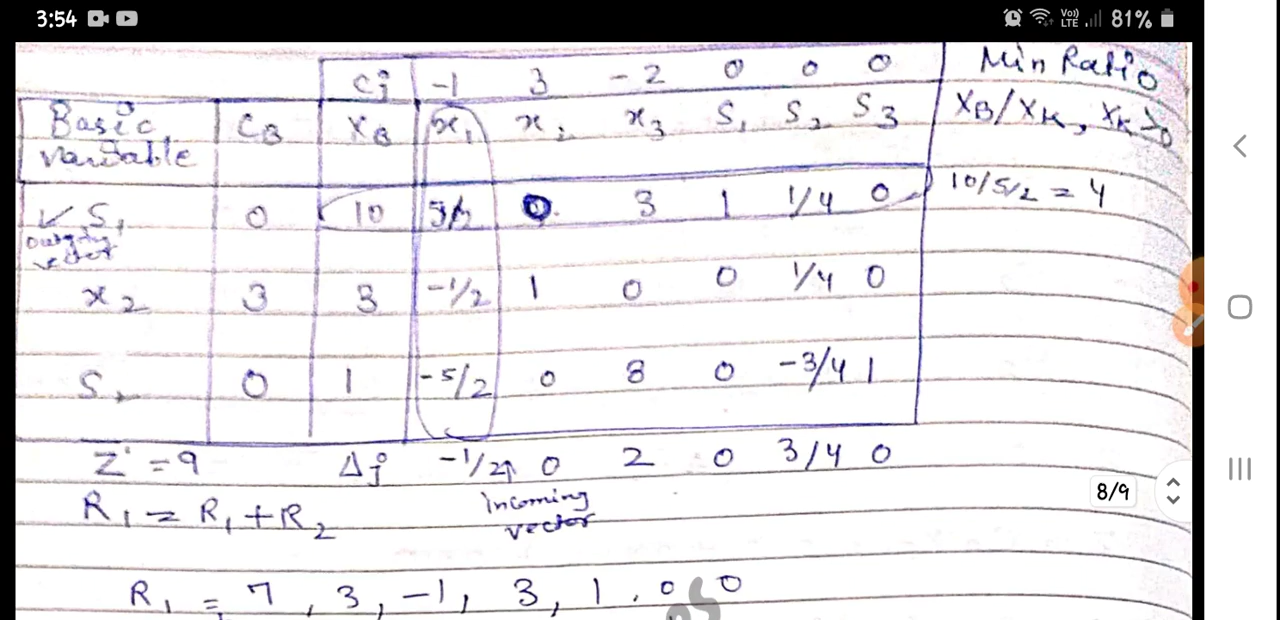 3:54 Vo)) LTE 81%
Cj -1 3 -2 0 0 0 Min Ratio
Basic variable CB XB x1 x2 x3 S1 S2 S3 XB/XK, XK>0
✓ S1 0 10 5/2 0 3 1 1/4 0 10/5/2 = 4
outgoing vector
x2 3 3 -1/2 1 0 0 1/4 0
S 0 1 -5/2 0 8 0 -3/4 1
Z' = 9 Δj -1/2↑ 0 2 0 3/4 0
incoming vector
8/9
R1 = R1 + R2
R1 = 7, 3, -1, 3, 1, 0 0